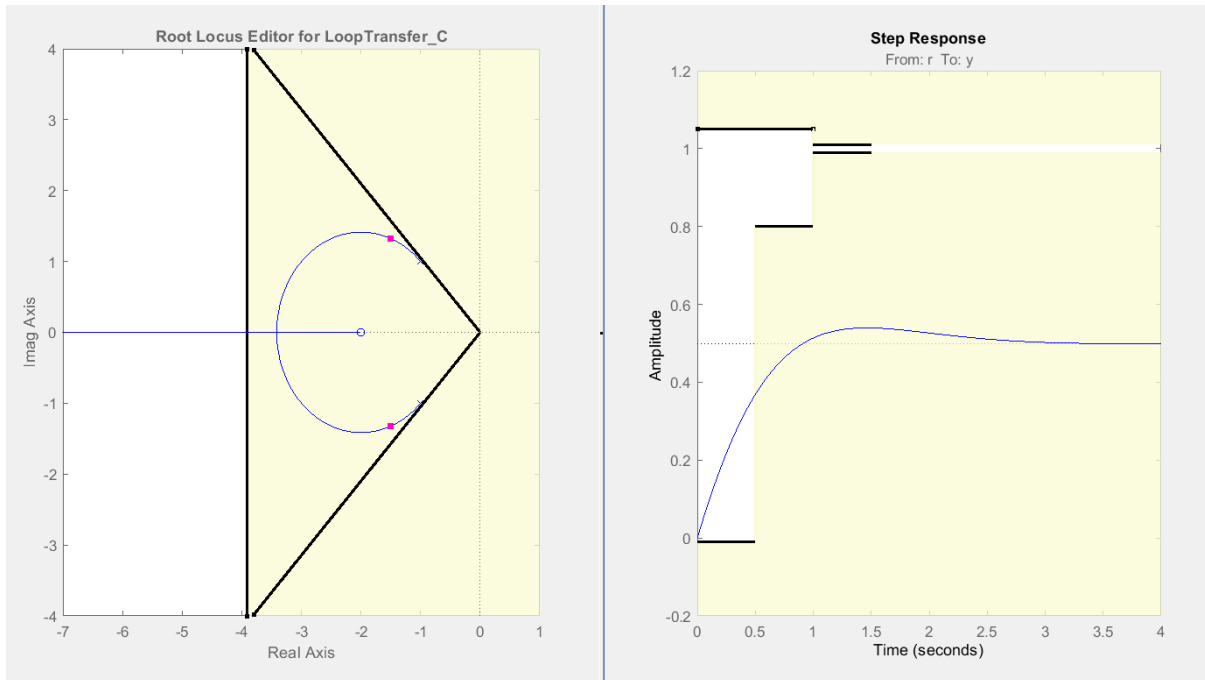 Root Locus Editor for LoopTransfer_C
4
3
2
1
0
-1
-2
-3
-4
Imag Axis
-7 -6 -5 -4 -3 -2 -1 0 1
Real Axis
Step Response
From: r To: y
1.2
1
0.8
0.6
0.4
0.2
0
-0.2
Amplitude
0 0.5 1 1.5 2 2.5 3 3.5 4
Time (seconds)